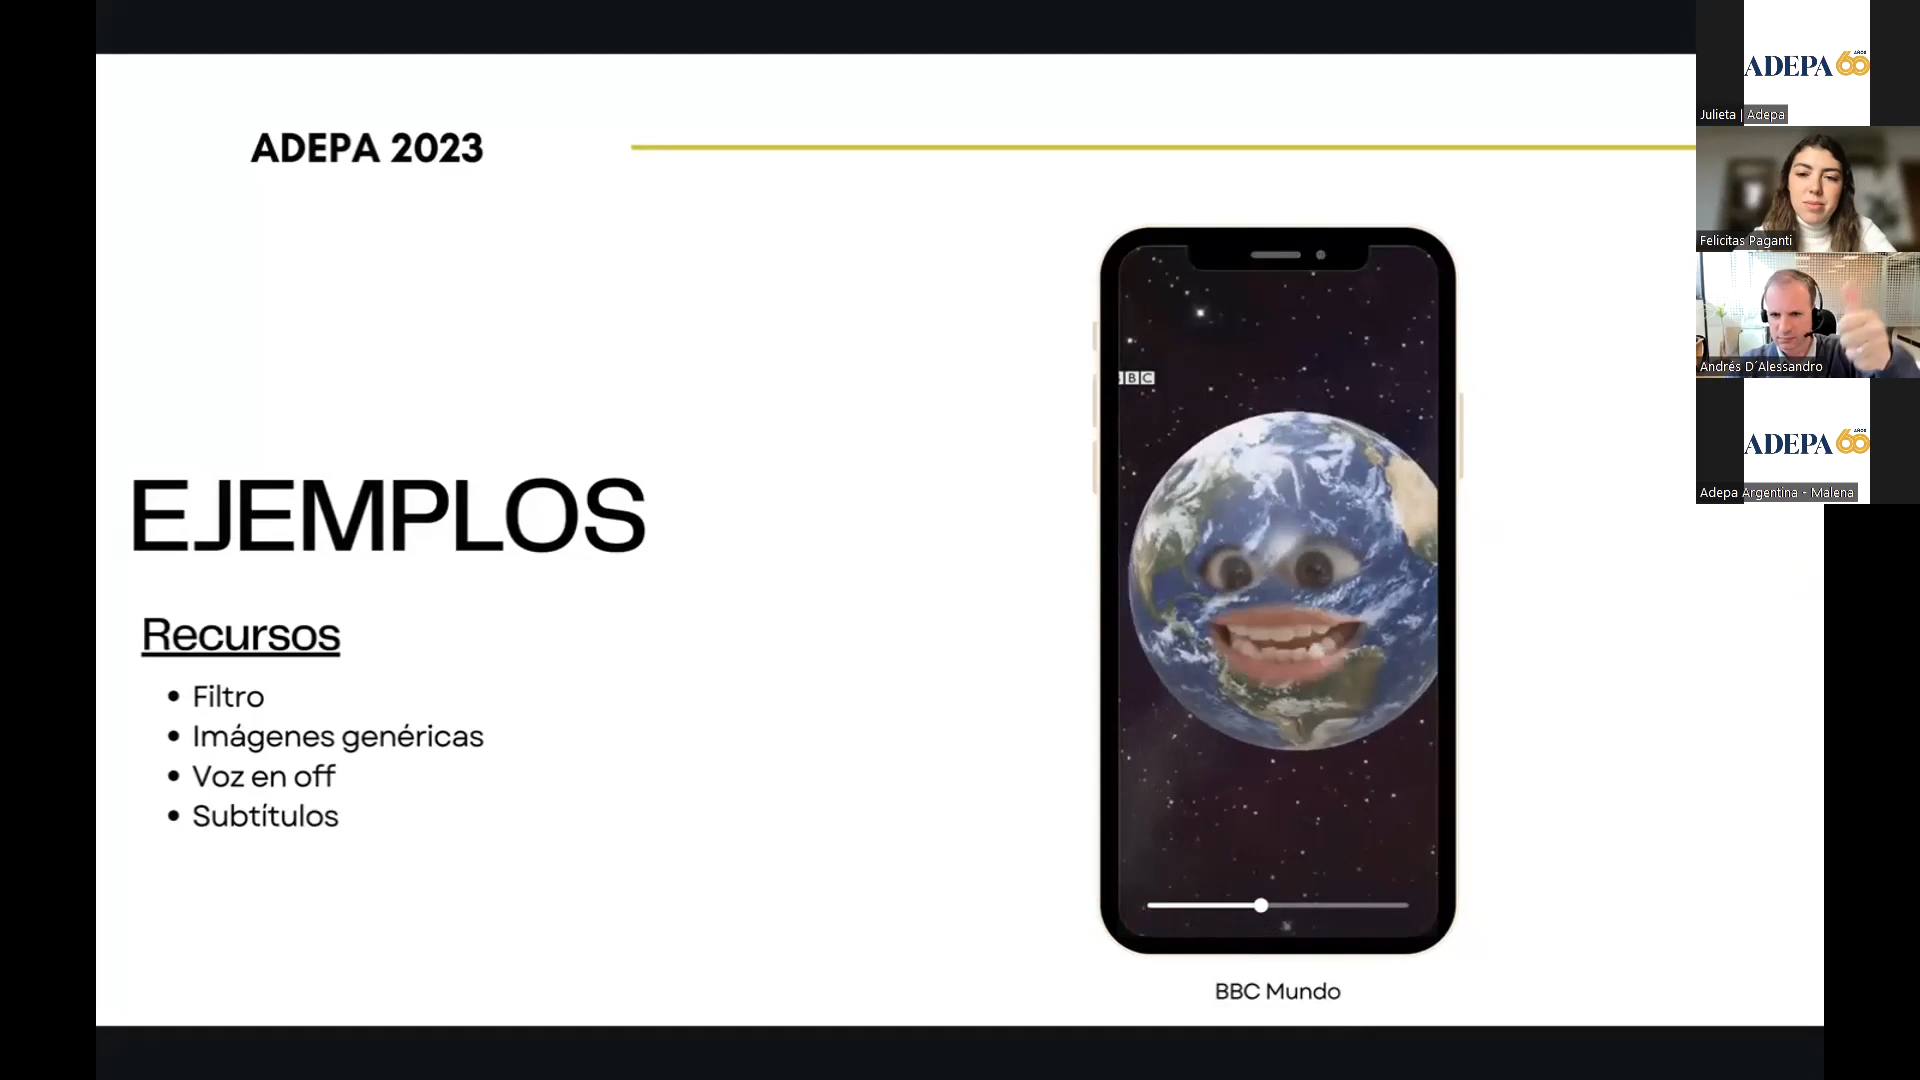 ADEPA 2023
EJEMPLOS
Recursos
• Filtro
• Imágenes genéricas
• Voz en off
• Subtítulos
BBC
BBC Mundo
ADEPA 60 AÑOS
Julieta | Adepa
Felicitas Paganti
Andrés D´Alessandro
ADEPA 60 AÑOS
Adepa Argentina - Malena